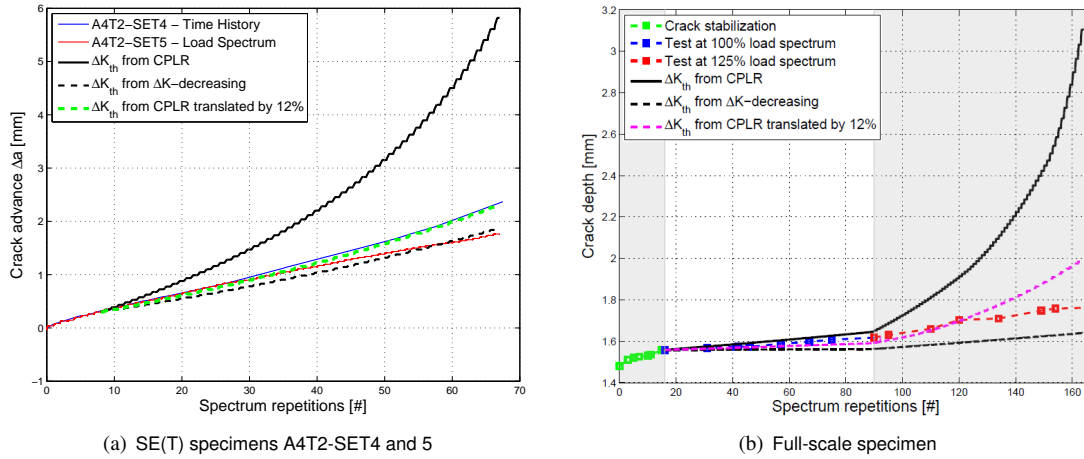 A4T2−SET4 − Time History
A4T2−SET5 − Load Spectrum
ΔKth from CPLR
ΔKth from ΔK−decreasing
ΔKth from CPLR translated by 12%
Crack advance Δa [mm]
6
5
4
3
2
1
0
−1
0 10 20 30 40 50 60 70
Spectrum repetitions [#]
(a) SE(T) specimens A4T2-SET4 and 5
Crack stabilization
Test at 100% load spectrum
Test at 125% load spectrum
ΔKth from CPLR
ΔKth from ΔK−decreasing
ΔKth from CPLR translated by 12%
Crack depth [mm]
3.2
3
2.8
2.6
2.4
2.2
2
1.8
1.6
1.4
0 20 40 60 80 100 120 140 160
Spectrum repetitions [#]
(b) Full-scale specimen